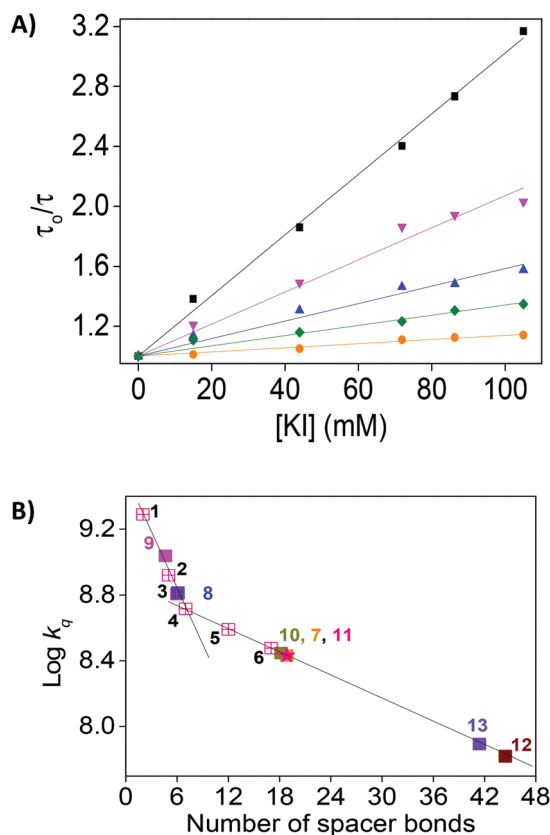 A)
3.2
2.8
2.4
2.0
1.6
1.2
τo/τ
0 20 40 60 80 100
[KI] (mM)
B)
9.2
8.8
8.4
8.0
Log kq
1
9
2
3
8
4
5
6
10, 7, 11
13
12
0 6 12 18 24 30 36 42 48
Number of spacer bonds